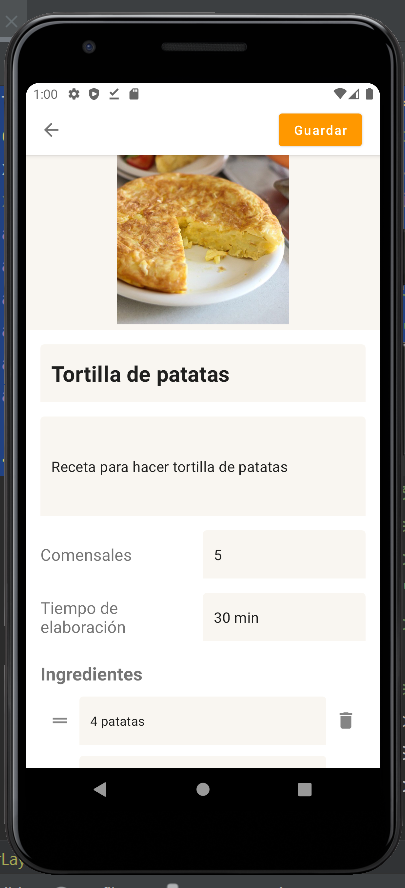 1:00
Guardar
Tortilla de patatas
Receta para hacer tortilla de patatas
Comensales
5
Tiempo de
elaboración
30 min
Ingredientes
4 patatas